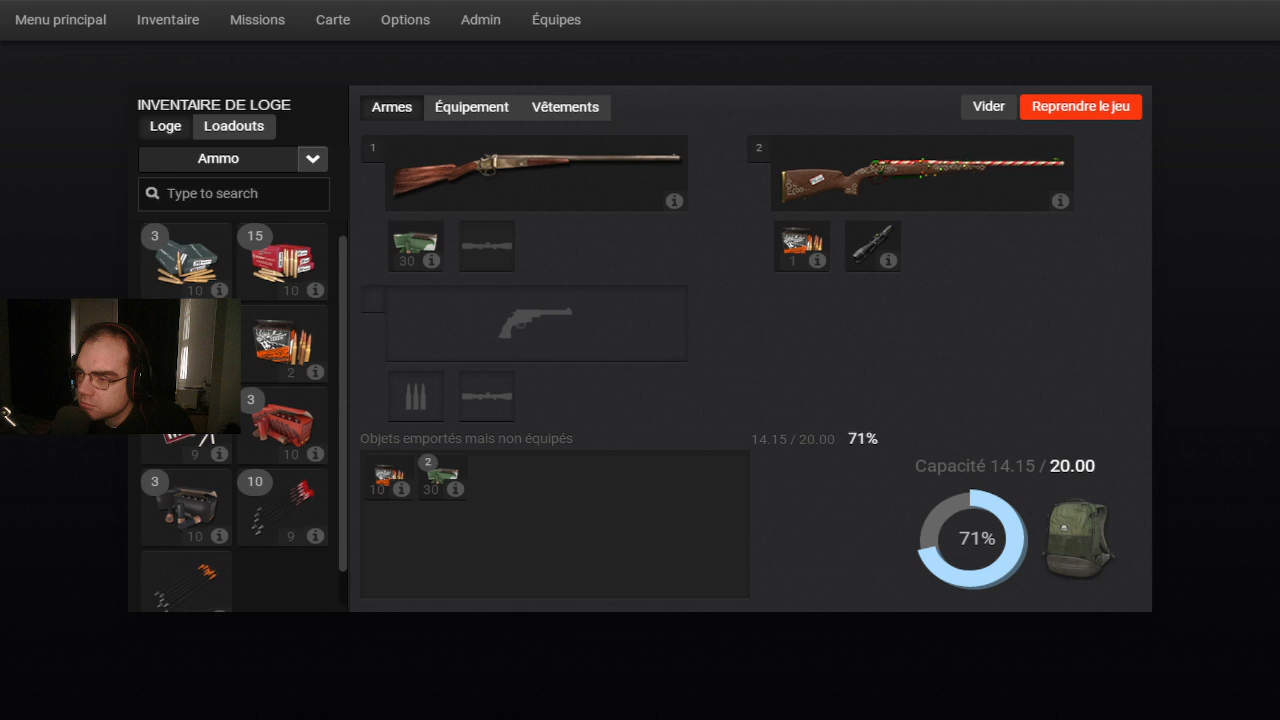 Menu principal Inventaire Missions Carte Options Admin Équipes
INVENTAIRE DE LOGE
Loge Loadouts
Armes Équipement Vêtements
Vider Reprendre le jeu
Ammo
Type to search
1
2
3 15
10 10
30 1
2
3
9 10
3 10
10 9
Objets emportés mais non équipés
14.15 / 20.00 71%
10 2 30
Capacité 14.15 / 20.00
71%